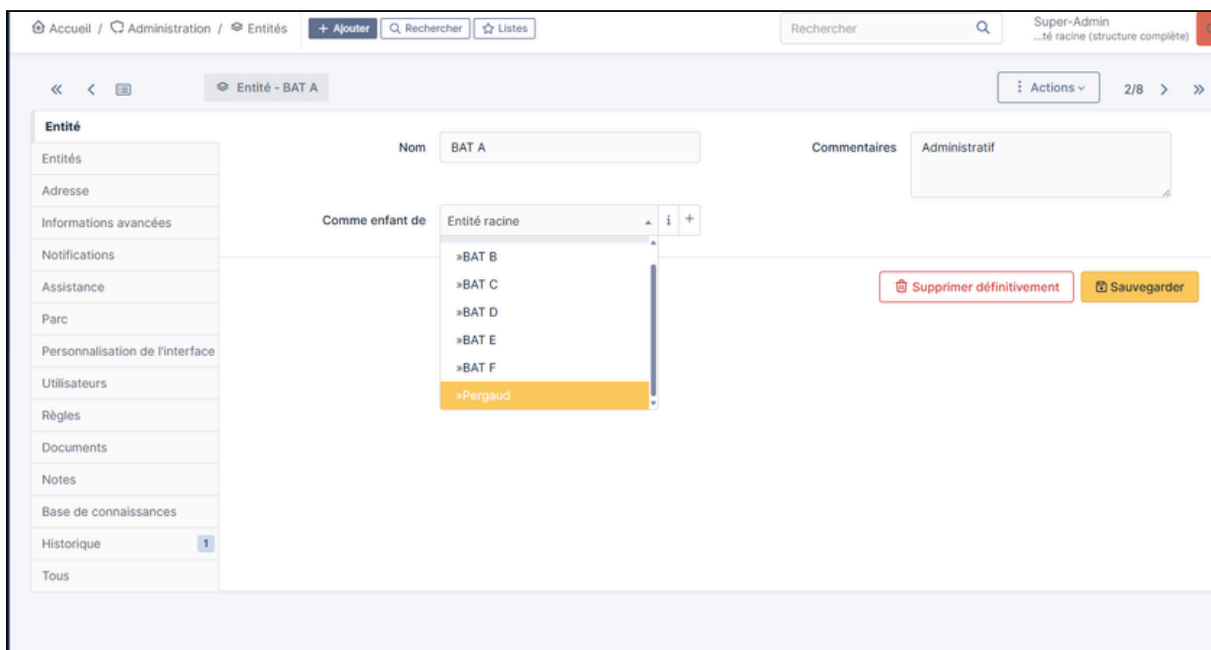 Accueil / Administration / Entités + Ajouter Rechercher Listes Rechercher Super-Admin
...té racine (structure complète)
Entité - BAT A Actions 2/8
Entité
Entités
Adresse
Informations avancées
Notifications
Assistance
Parc
Personnalisation de l'interface
Utilisateurs
Règles
Documents
Notes
Base de connaissances
Historique 1
Tous
Nom BAT A Commentaires Administratif
Comme enfant de Entité racine i +
»BAT B
»BAT C
»BAT D
»BAT E
»BAT F
»Pergaud
Supprimer définitivement Sauvegarder